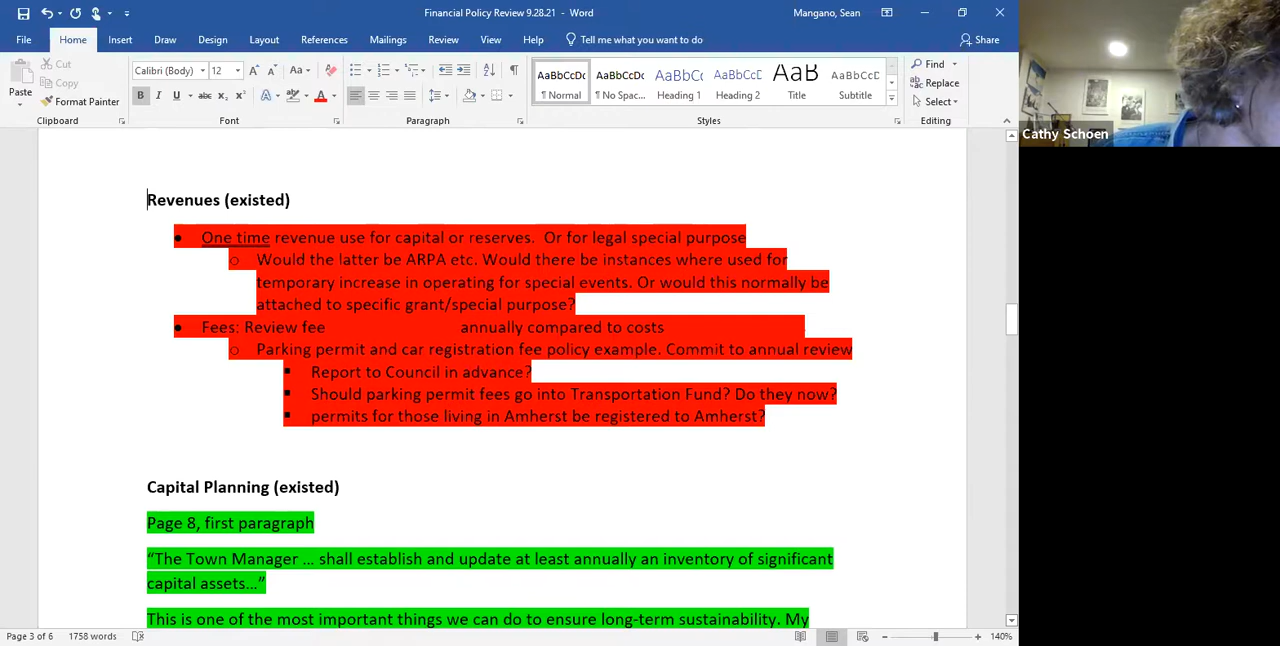 Financial Policy Review 9.28.21 - Word
Mangano, Sean
File Home Insert Draw Design Layout References Mailings Review View Help Tell me what you want to do Share
Paste
Cut
Copy
Format Painter
Calibri (Body) 12
AaBbCcDc AaBbCcDc AaBbCc AaBbCcD AaB AaBbCcD
¶ Normal ¶ No Spac... Heading 1 Heading 2 Title Subtitle
Find
Replace
Select
Clipboard Font Paragraph Styles Editing
Cathy Schoen
Revenues (existed)
One time revenue use for capital or reserves. Or for legal special purpose
Would the latter be ARPA etc. Would there be instances where used for
temporary increase in operating for special events. Or would this normally be
attached to specific grant/special purpose?
Fees: Review fee annually compared to costs
Parking permit and car registration fee policy example. Commit to annual review
Report to Council in advance?
Should parking permit fees go into Transportation Fund? Do they now?
permits for those living in Amherst be registered to Amherst?
Capital Planning (existed)
Page 8, first paragraph
“The Town Manager ... shall establish and update at least annually an inventory of significant
capital assets...”
This is one of the most important things we can do to ensure long-term sustainability. My
Page 3 of 6 1758 words
140%